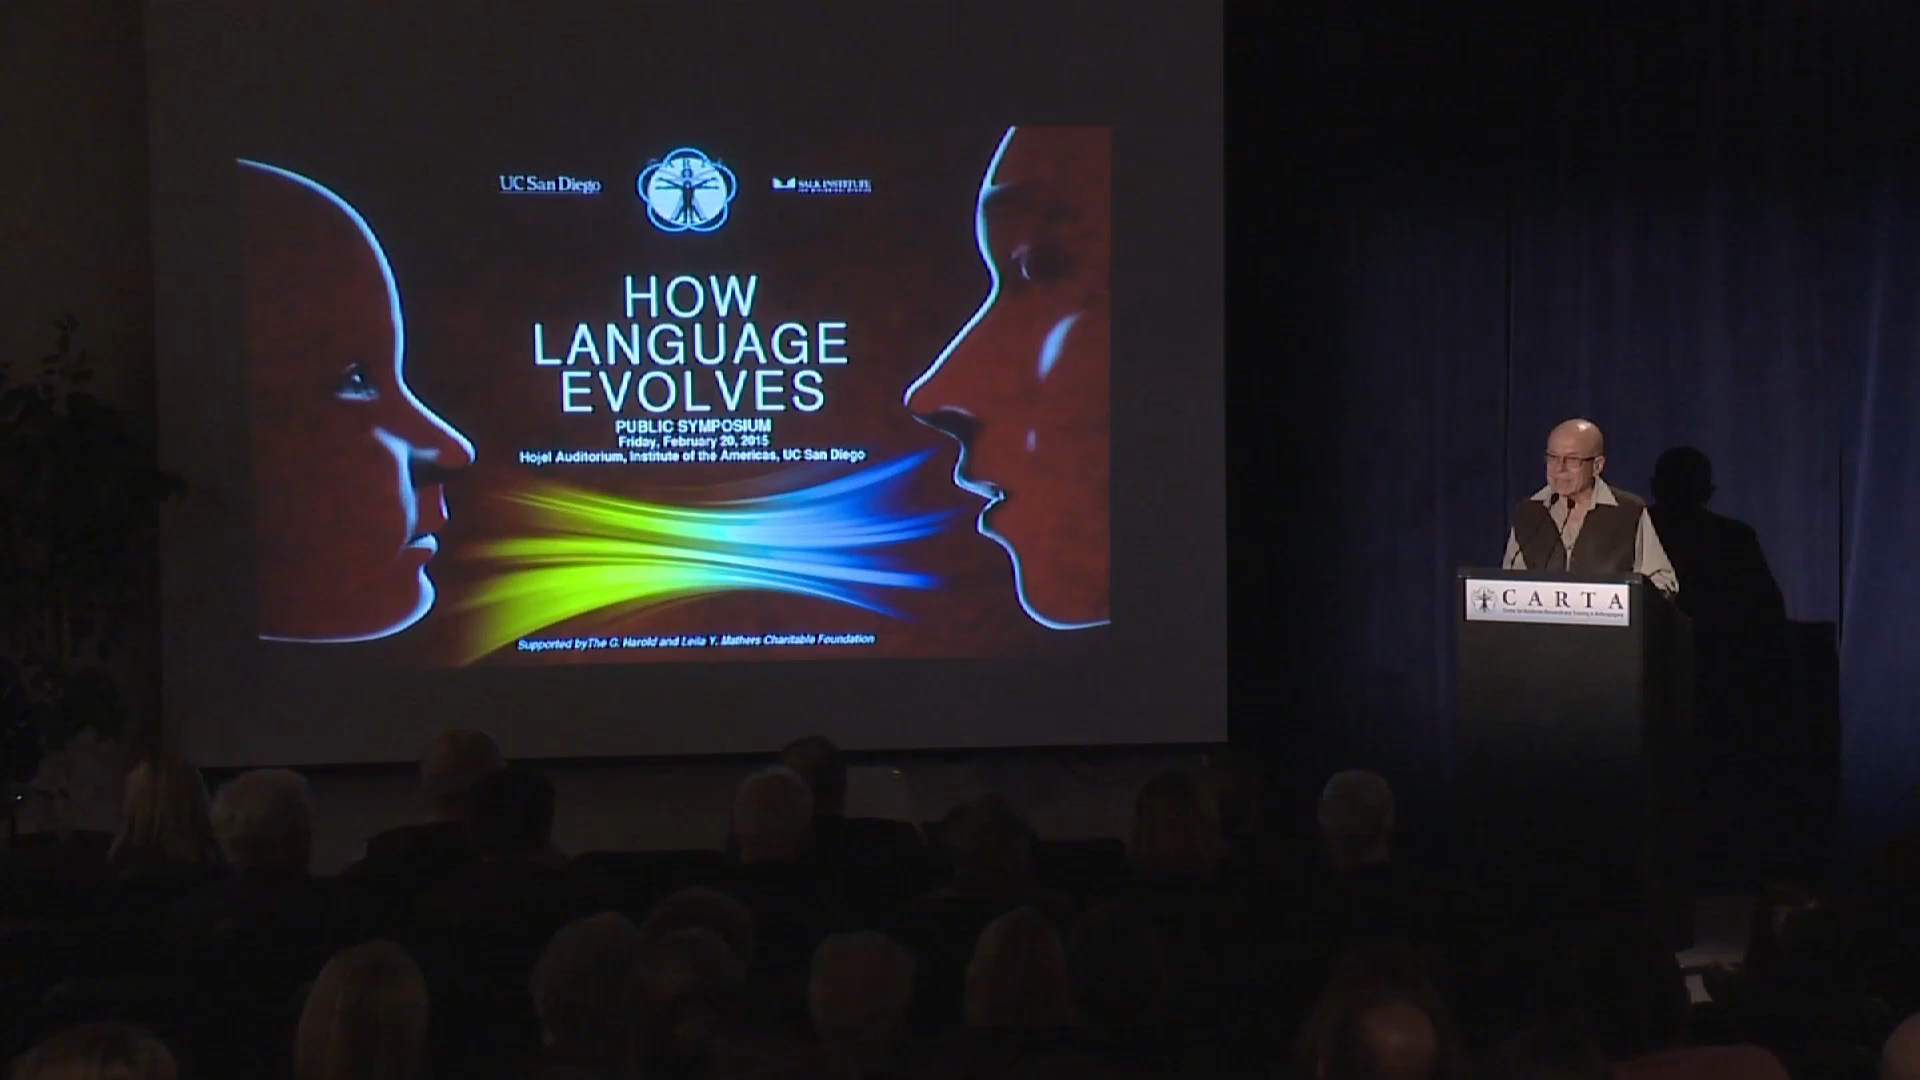 UC San Diego
CARTA
SALK INSTITUTE
HOW
LANGUAGE
EVOLVES
PUBLIC SYMPOSIUM
Friday, February 20, 2015
Hojel Auditorium, Institute of the Americas, UC San Diego
Supported by The G. Harold and Leila Y. Mathers Charitable Foundation
CARTA